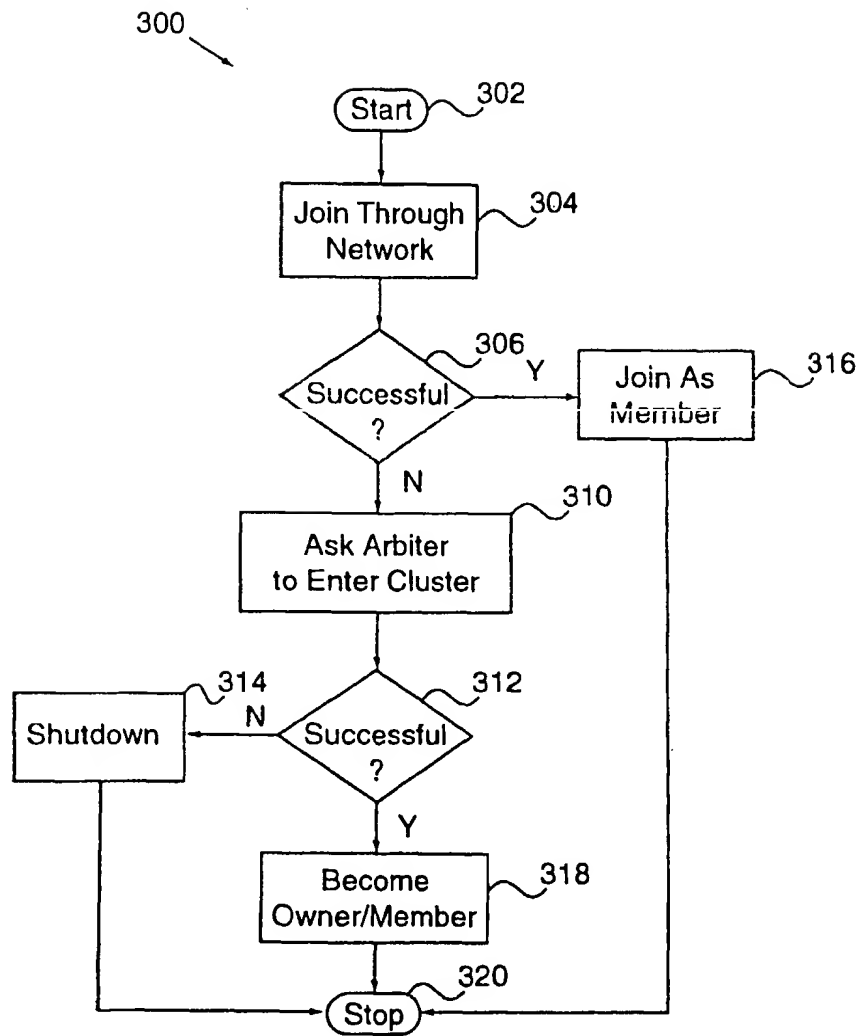 300
Start
302
Join Through
Network
304
306
Successful
?
Y
Join As
Member
316
N
310
Ask Arbiter
to Enter Cluster
314
Shutdown
N
312
Successful
?
Y
Become
Owner/Member
318
320
Stop